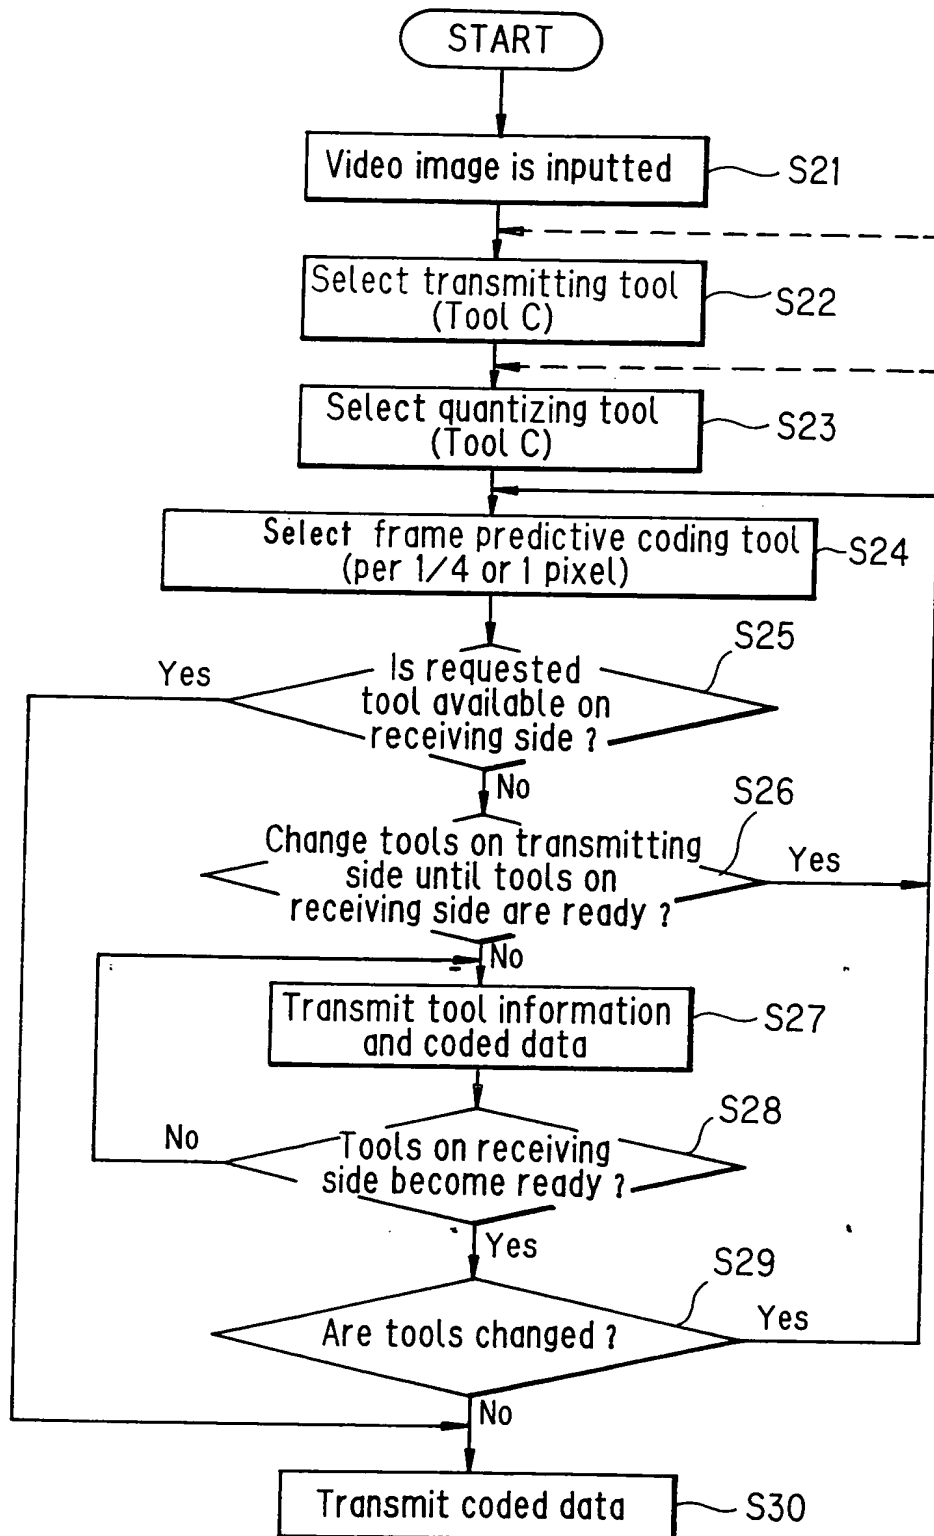 START
Video image is inputted
S21
Select transmitting tool
(Tool C)
S22
Select quantizing tool
(Tool C)
S23
Select frame predictive coding tool
(per 1/4 or 1 pixel)
S24
S25
Yes
Is requested
tool available on
receiving side ?
No
S26
Change tools on transmitting
side until tools on
receiving side are ready ?
Yes
No
Transmit tool information
and coded data
S27
S28
No
Tools on receiving
side become ready ?
Yes
S29
Are tools changed ?
Yes
No
Transmit coded data
S30